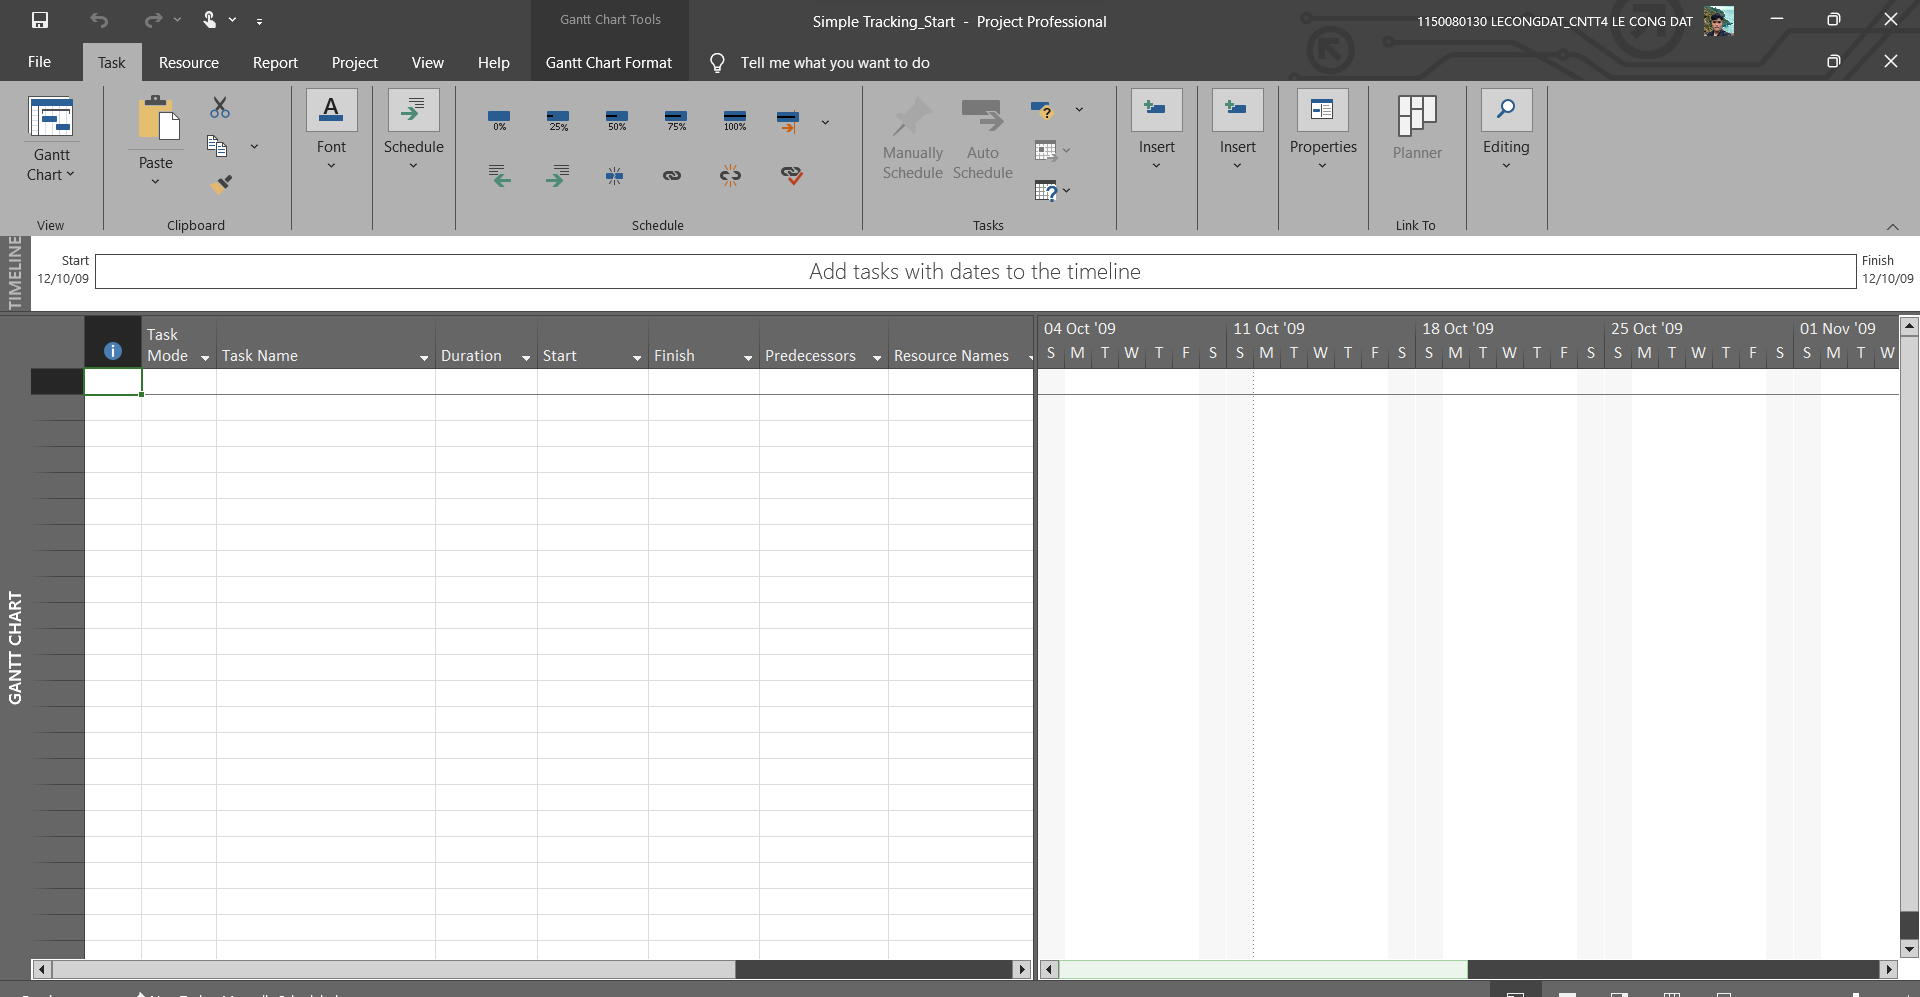 Gantt Chart Tools
Simple Tracking_Start - Project Professional
1150080130 LECONGDAT_CNTT4 LE CONG DAT
File Task Resource Report Project View Help Gantt Chart Format Tell me what you want to do
Gantt
Chart
View
Paste
Clipboard
Font
Schedule
0% 25% 50% 75% 100%
Schedule
Manually
Schedule
Auto
Schedule
Tasks
Insert
Insert
Properties
Planner
Link To
Editing
TIMELINE
Start
12/10/09
Add tasks with dates to the timeline
Finish
12/10/09
Task
Mode Task Name Duration Start Finish Predecessors Resource Names
04 Oct '09 11 Oct '09 18 Oct '09 25 Oct '09 01 Nov '09
S M T W T F S S M T W T F S S M T W T F S S M T W T F S S M T W
GANTT CHART